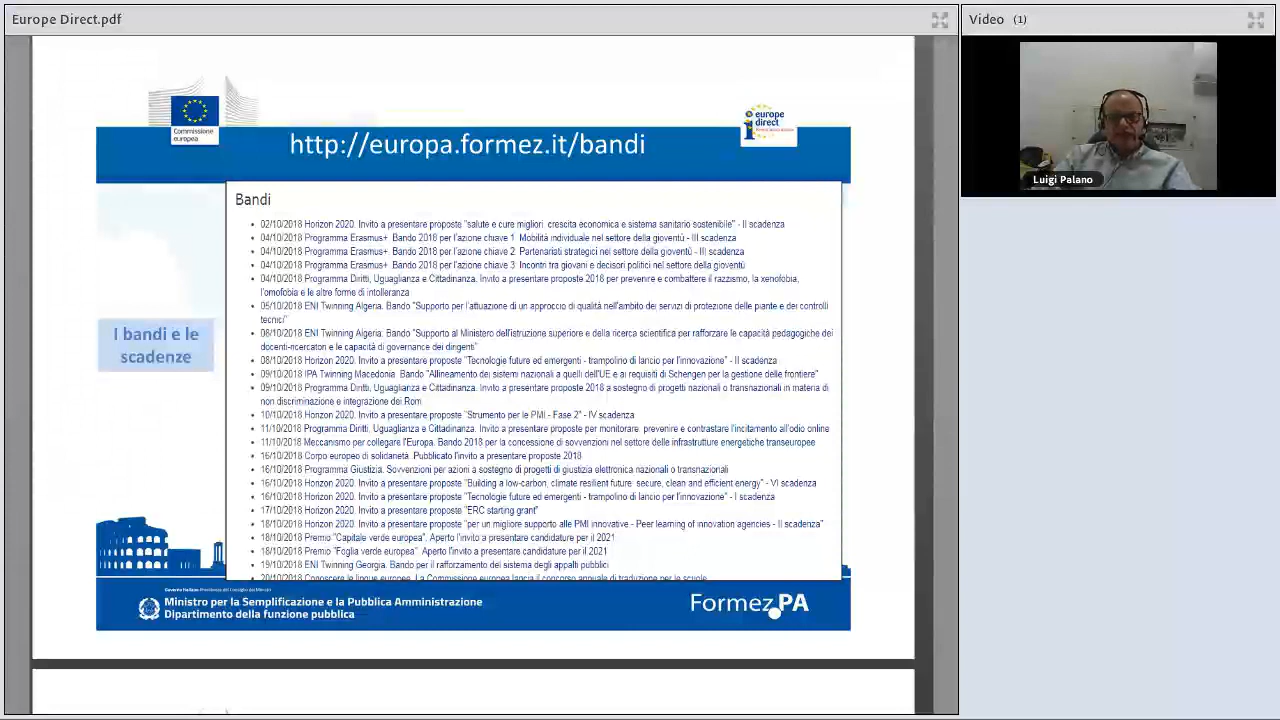 Europe Direct.pdf
Video (1)
Luigi Palano
Commissione
europea
http://europa.formez.it/bandi
europe
direct
Bandi
02/10/2018 Horizon 2020. Invito a presentare proposte "salute e cure migliori crescita economica e sistema sanitario sostenibile" - II scadenza
04/10/2018 Programma Erasmus+ Bando 2018 per l'azione chiave 1 Mobilità individuale nel settore della gioventù - III scadenza
04/10/2018 Programma Erasmus+ Bando 2018 per l'azione chiave 2 Partenariati strategici nel settore della gioventù - III scadenza
04/10/2018 Programma Erasmus+ Bando 2018 per l'azione chiave 3 Incontri tra giovani e decisori politici nel settore della gioventù
04/10/2018 Programma Diritti, Uguaglianza e Cittadinanza. Invito a presentare proposte 2018 per prevenire e combattere il razzismo, la xenofobia,
l'omofobia e le altre forme di intolleranza
05/10/2018 ENI Twinning Algeria. Bando "Supporto per l'attuazione di un approccio di qualità nell'ambito dei servizi di protezione delle piante e dei controlli
tecnici"
08/10/2018 ENI Twinning Algeria. Bando "Supporto al Ministero dell'istruzione superiore e della ricerca scientifica per rafforzare le capacità pedagogiche dei
docenti-ricercatori e le capacità di governance dei dirigenti"
08/10/2018 Horizon 2020. Invito a presentare proposte "Tecnologie future ed emergenti - trampolino di lancio per l'innovazione" - II scadenza
09/10/2018 IPA Twinning Macedonia Bando "Allineamento dei sistemi nazionali a quelli dell'UE e ai requisiti di Schengen per la gestione delle frontiere"
09/10/2018 Programma Diritti, Uguaglianza e Cittadinanza. Invito a presentare proposte 2018 a sostegno di progetti nazionali o transnazionali in materia di
non discriminazione e integrazione dei Rom
10/10/2018 Horizon 2020. Invito a presentare proposte "Strumento per le PMI - Fase 2" - IV scadenza
11/10/2018 Programma Diritti, Uguaglianza e Cittadinanza. Invito a presentare proposte per monitorare, prevenire e contrastare l'incitamento all'odio online
11/10/2018 Meccanismo per collegare l'Europa. Bando 2018 per la concessione di sovvenzioni nel settore delle infrastrutture energetiche transeuropee
16/10/2018 Corpo europeo di solidarietà. Pubblicato l'invito a presentare proposte 2018
16/10/2018 Programma Giustizia. Sovvenzioni per azioni a sostegno di progetti di giustizia elettronica nazionali o transnazionali
16/10/2018 Horizon 2020. Invito a presentare proposte "Building a low-carbon, climate resilient future: secure, clean and efficient energy" - VI scadenza
16/10/2018 Horizon 2020. Invito a presentare proposte "Tecnologie future ed emergenti - trampolino di lancio per l'innovazione" - I scadenza
17/10/2018 Horizon 2020. Invito a presentare proposte "ERC starting grant"
18/10/2018 Horizon 2020. Invito a presentare proposte "per un migliore supporto alle PMI innovative - Peer learning of innovation agencies - II scadenza"
18/10/2018 Premio "Capitale verde europea". Aperto l'invito a presentare candidature per il 2021
18/10/2018 Premio "Foglia verde europea" Aperto l'invito a presentare candidature per il 2021
19/10/2018 ENI Twinning Georgia. Bando per il rafforzamento del sistema degli appalti pubblici
20/10/2018 Conoscere le lingue europee. La Commissione europea lancia il concorso annuale di traduzione per le scuole
I bandi e le
scadenze
Ministro per la Semplificazione e la Pubblica Amministrazione
Dipartimento della funzione pubblica
Formez PA